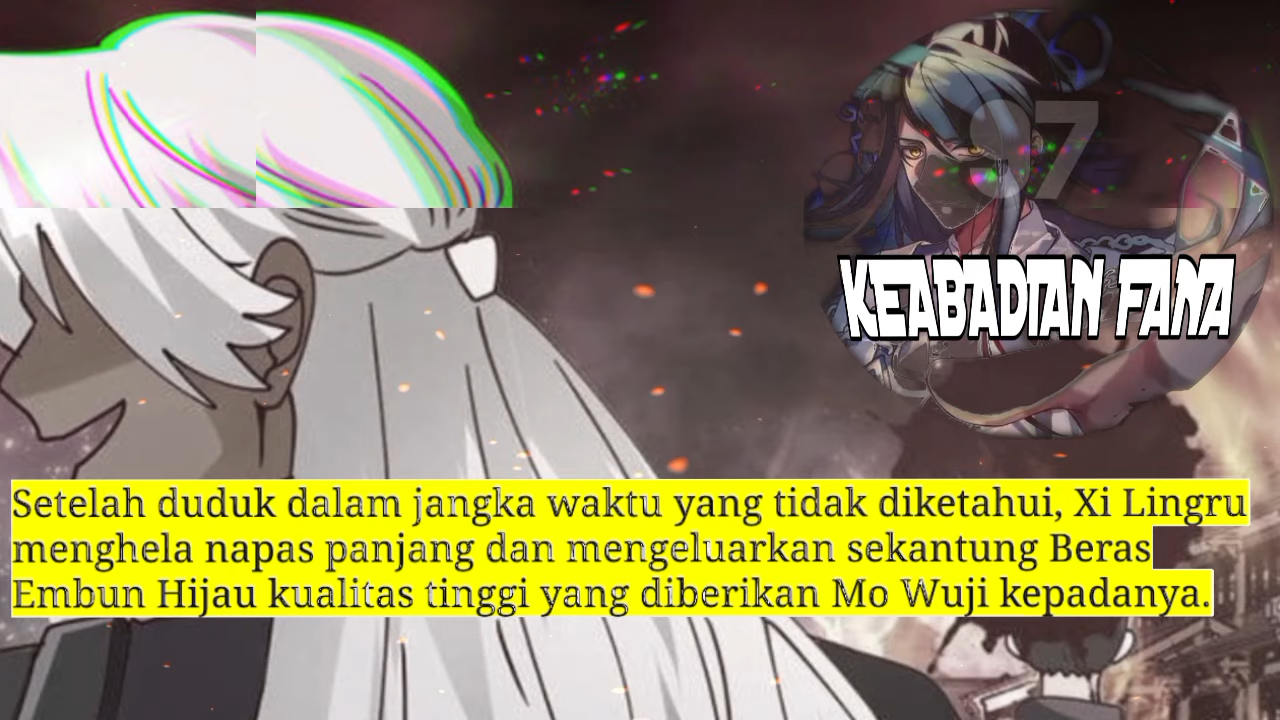 97
KEABADIAN FANA
Setelah duduk dalam jangka waktu yang tidak diketahui, Xi Lingru
menghela napas panjang dan mengeluarkan sekantung Beras
Embun Hijau kualitas tinggi yang diberikan Mo Wuji kepadanya.